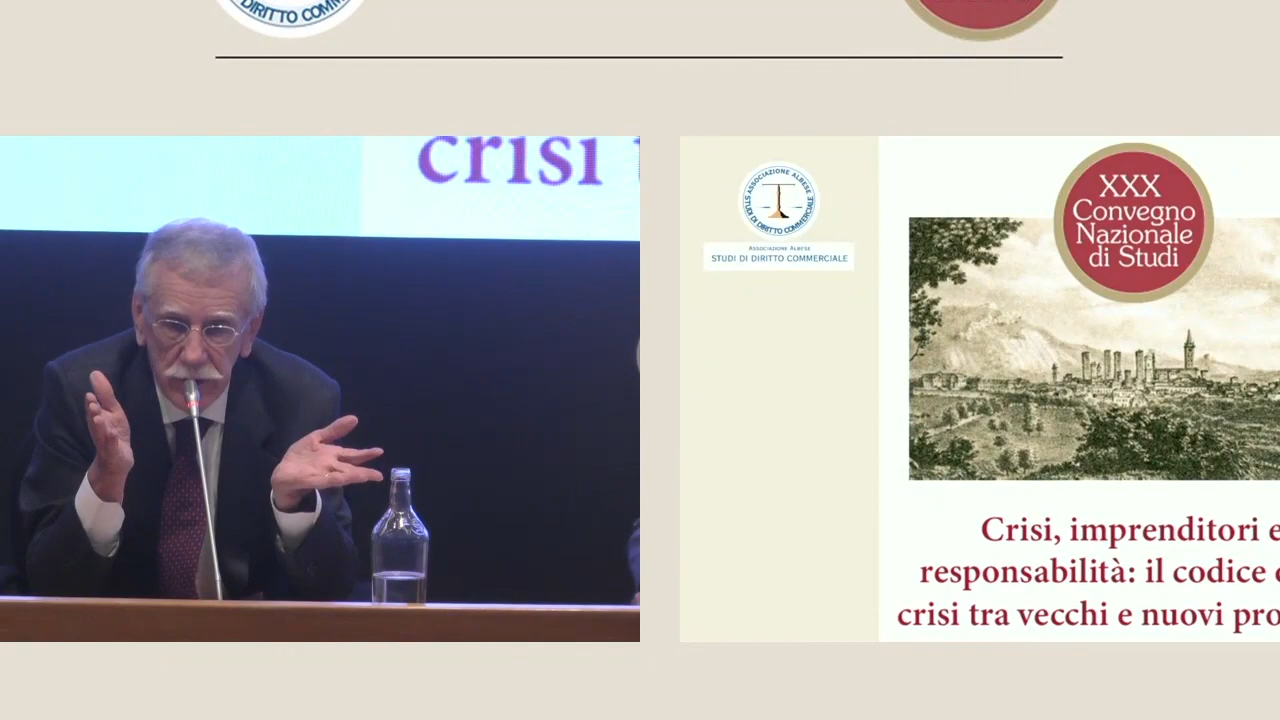 DIRITTO COMM
crisi
ASSOCIAZIONE ALBESE
STUDI DI DIRITTO COMMERCIALE
Associazione Albese
STUDI DI DIRITTO COMMERCIALE
XXX
Convegno
Nazionale
di Studi
Crisi, imprenditori e
responsabilità: il codice
crisi tra vecchi e nuovi pro